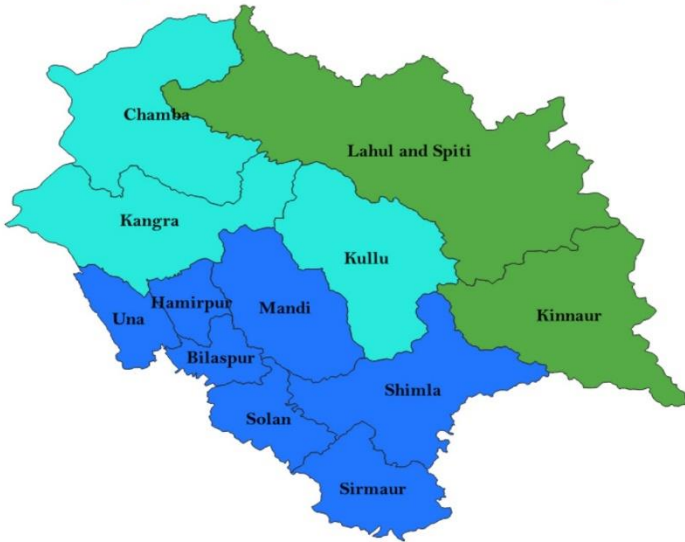 Chamba
Lahul and Spiti
Kangra
Kullu
Hamirpur
Mandi
Una
Kinnaur
Bilaspur
Shimla
Solan
Sirmaur